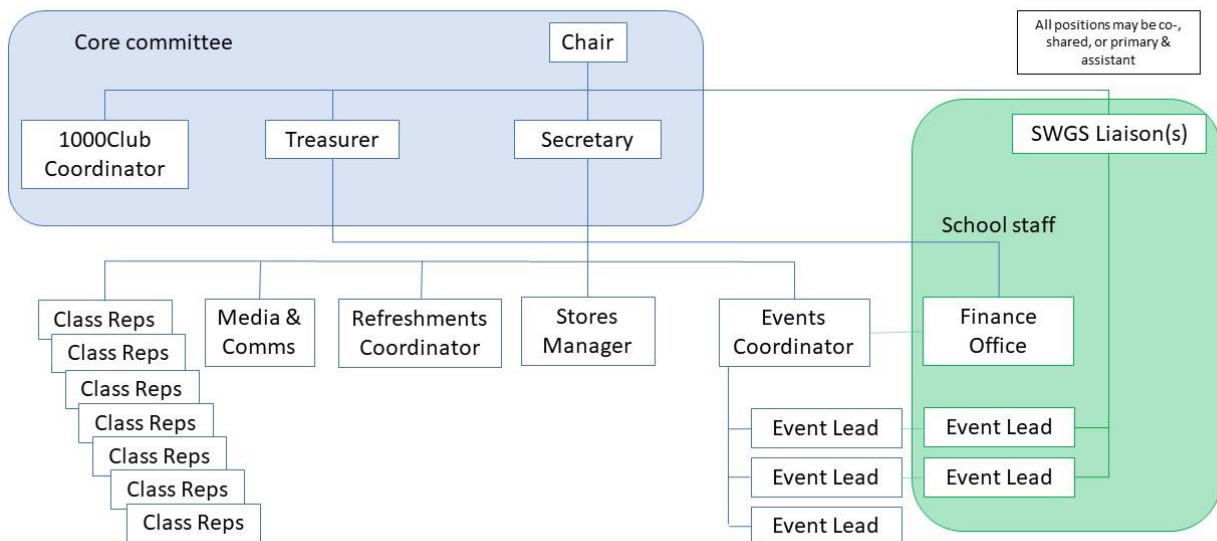 Core committee
Chair
All positions may be co-,
shared, or primary &
assistant
1000Club
Coordinator
Treasurer
Secretary
SWGS Liaison(s)
School staff
Class Reps
Class Reps
Class Reps
Class Reps
Class Reps
Class Reps
Class Reps
Media &
Comms
Refreshments
Coordinator
Stores
Manager
Events
Coordinator
Finance
Office
Event Lead
Event Lead
Event Lead
Event Lead
Event Lead